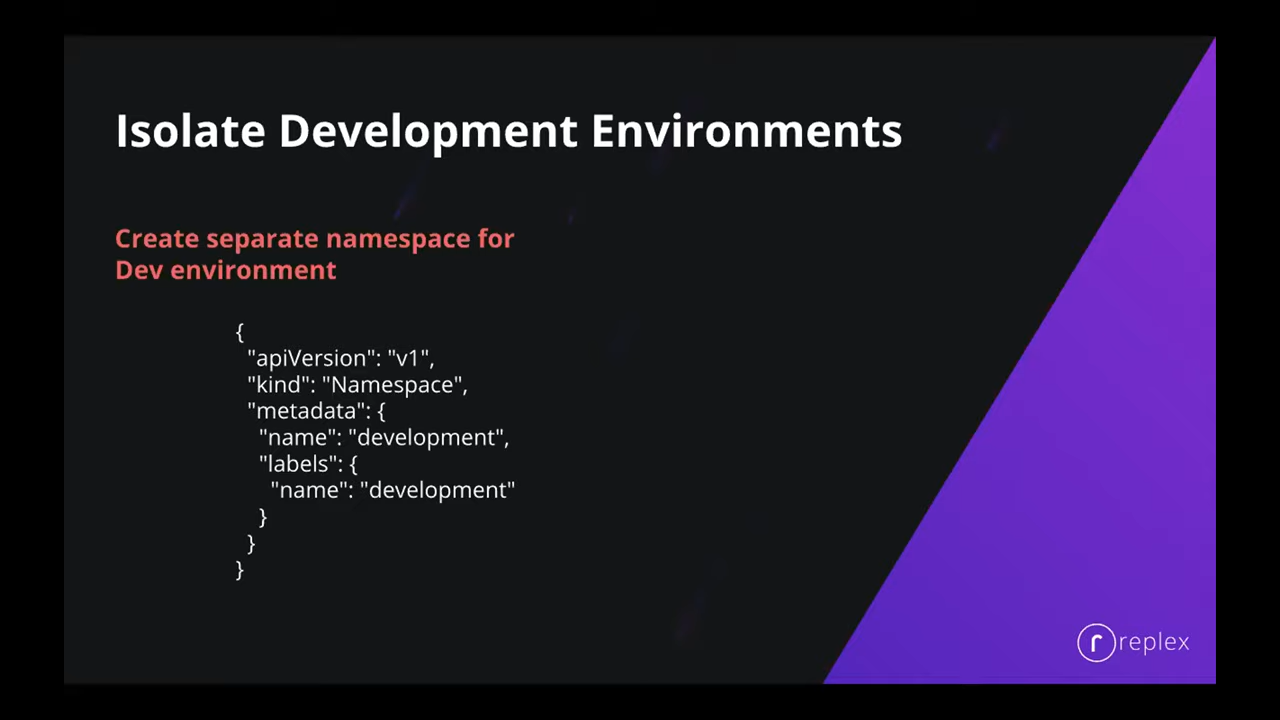 Isolate Development Environments
Create separate namespace for
Dev environment
{
"apiVersion": "v1",
"kind": "Namespace",
"metadata": {
"name": "development",
"labels": {
"name": "development"
}
}
}
r replex